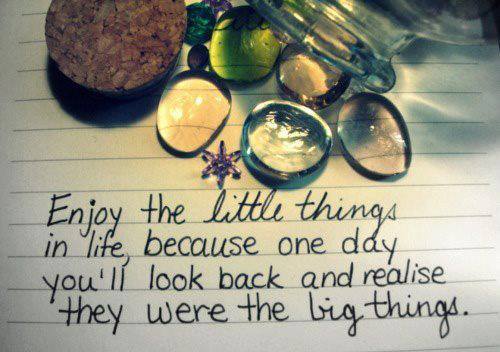 Enjoy the little things
in life, because one day
you'll look back and realise
they were the big things.